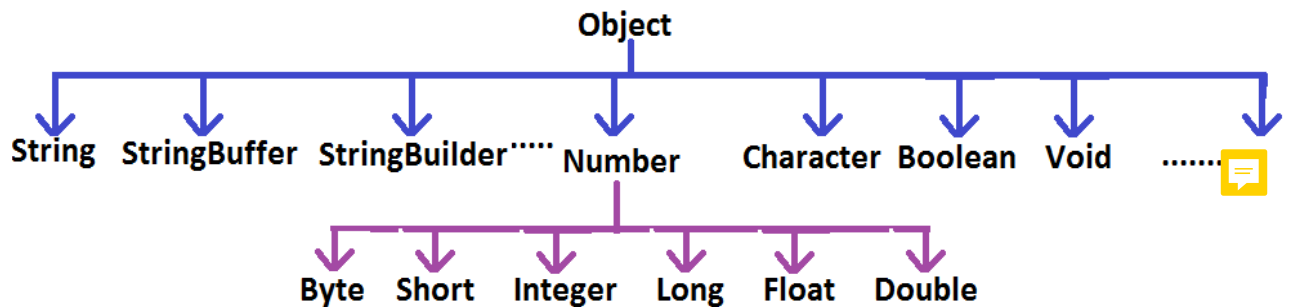 Object
String StringBuffer StringBuilder ..... Number Character Boolean Void .......
Byte Short Integer Long Float Double